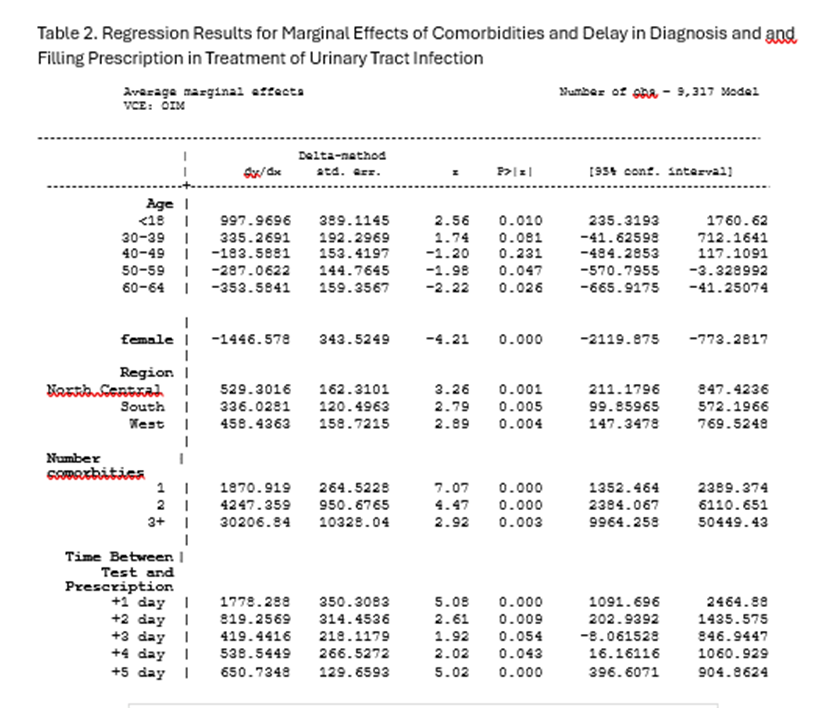 Table 2. Regression Results for Marginal Effects of Comorbidities and Delay in Diagnosis and and
Filling Prescription in Treatment of Urinary Tract Infection
Average marginal effects Number of obs - 9,317 Model
VCE: OIM
Delta-method
dy/dx std. err. z P>|z| [95% conf. interval]
Age
<18 997.9696 389.1145 2.56 0.010 235.3193 1760.62
30-39 335.2691 192.2969 1.74 0.081 -41.62598 712.1641
40-49 -183.5881 153.4197 -1.20 0.231 -484.2853 117.1091
50-59 -287.0622 144.7645 -1.98 0.047 -570.7955 -3.328992
60-64 -353.5841 159.3567 -2.22 0.026 -665.9175 -41.25074
female -1446.578 343.5249 -4.21 0.000 -2119.875 -773.2817
Region
North Central 529.3016 162.3101 3.26 0.001 211.1796 847.4236
South 336.0281 120.4963 2.79 0.005 99.85965 572.1966
West 458.4363 158.7215 2.89 0.004 147.3478 769.5248
Number
comorbities
1 1870.919 264.5228 7.07 0.000 1352.464 2389.374
2 4247.359 950.6765 4.47 0.000 2384.067 6110.651
3+ 30206.84 10328.04 2.92 0.003 9964.258 50449.43
Time Between
Test and
Prescription
+1 day 1778.288 350.3083 5.08 0.000 1091.696 2464.88
+2 day 819.2569 314.4536 2.61 0.009 202.9392 1435.575
+3 day 419.4416 218.1179 1.92 0.054 -8.061528 846.9447
+4 day 538.5449 266.5272 2.02 0.043 16.16116 1060.929
+5 day 650.7348 129.6593 5.02 0.000 396.6071 904.8624